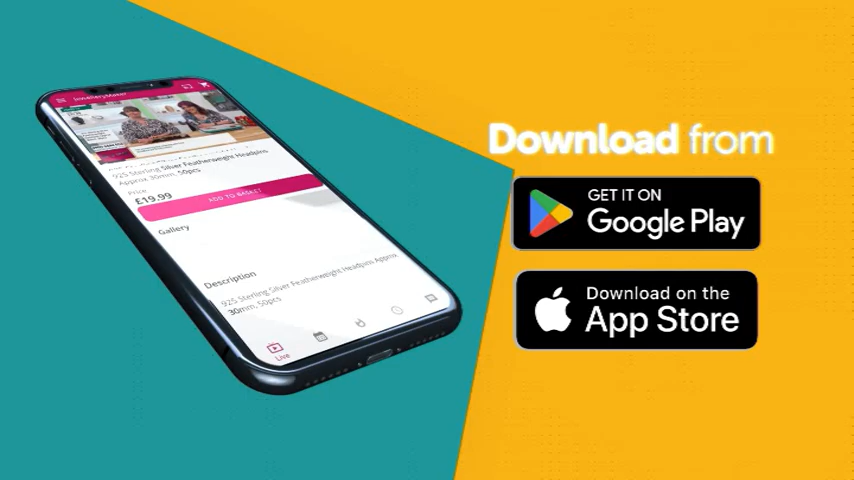 JewelleryMaker
925 Sterling Silver Featherweight Headpins
Approx 30mm, 50pcs
Price
£19.99
ADD TO BASKET
Gallery
Description
925 Sterling Silver Featherweight Headpins Approx
30mm, 50pcs
Live
Download from
GET IT ON
Google Play
Download on the
App Store